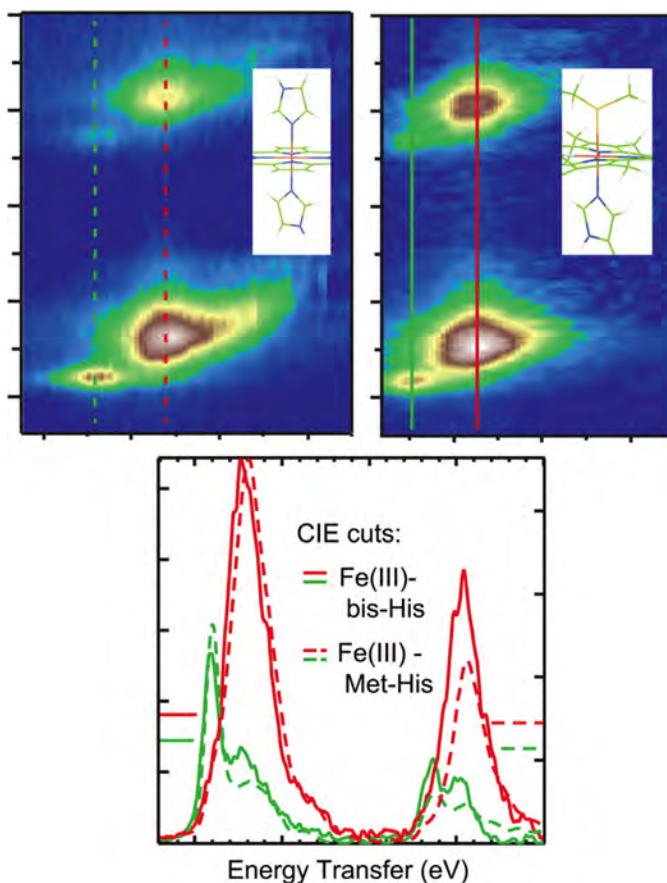 CIE cuts:
Fe(III)-
bis-His
Fe(III) -
Met-His
Energy Transfer (eV)